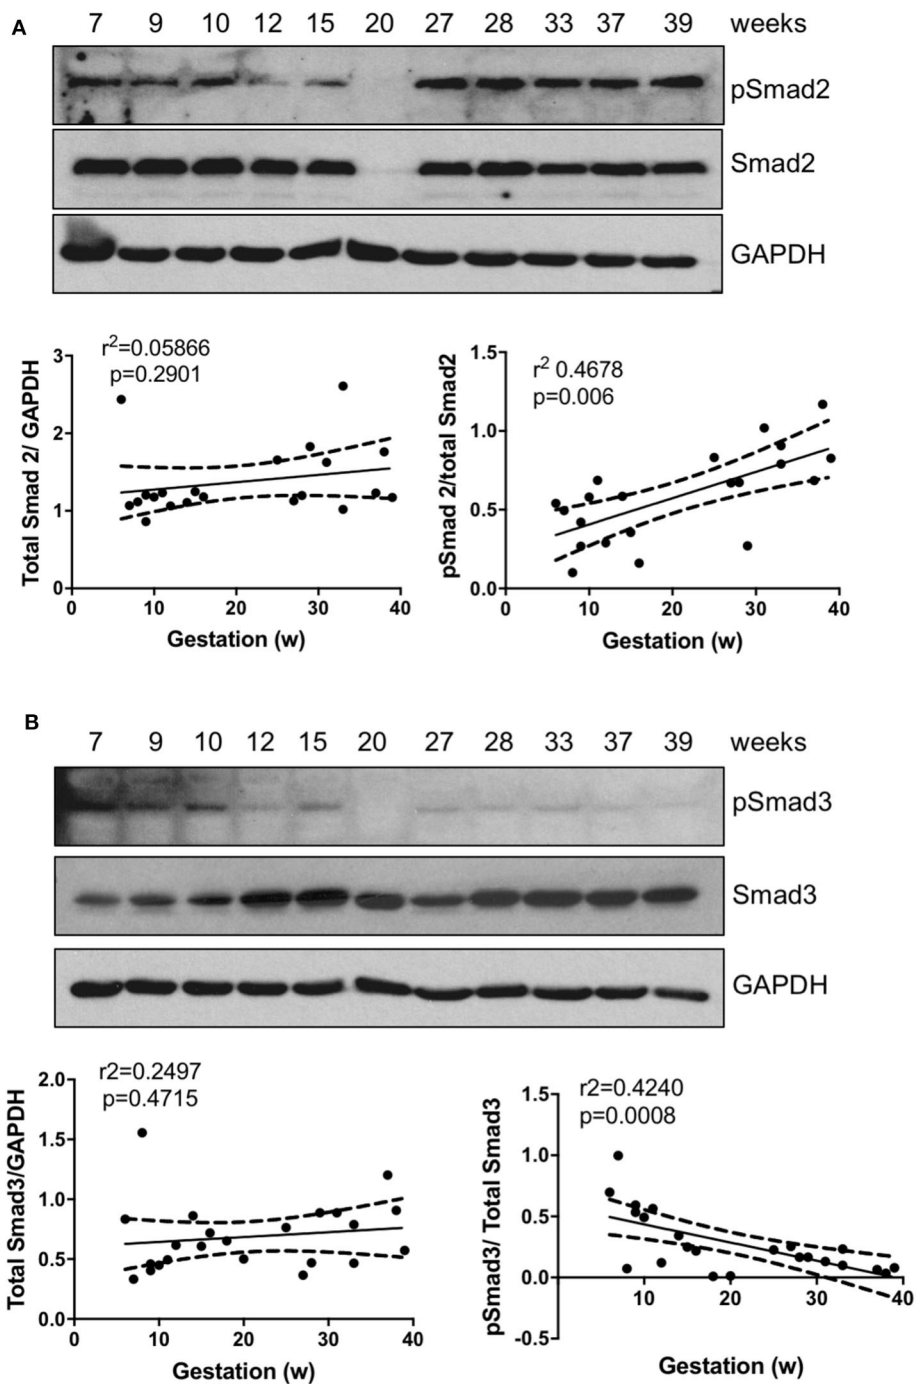 A
7 9 10 12 15 20 27 28 33 37 39 weeks
pSmad2
Smad2
GAPDH
r2=0.05866
p=0.2901
Total Smad 2/ GAPDH
3
2
1
0
0 10 20 30 40
Gestation (w)
r2 0.4678
p=0.006
pSmad 2/total Smad2
1.5
1.0
0.5
0.0
0 10 20 30 40
Gestation (w)
B
7 9 10 12 15 20 27 28 33 37 39 weeks
pSmad3
Smad3
GAPDH
r2=0.2497
p=0.4715
Total Smad3/GAPDH
2.0
1.5
1.0
0.5
0.0
0 10 20 30 40
Gestation (w)
r2=0.4240
p=0.0008
pSmad3/ Total Smad3
1.5
1.0
0.5
0.0
-0.5
10 20 30 40
Gestation (w)